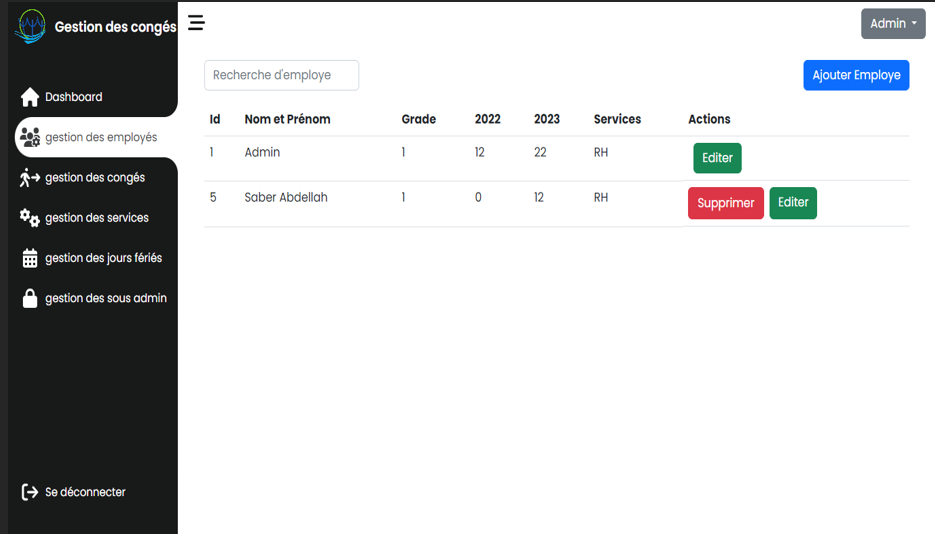 Gestion des congés
Admin
Dashboard
gestion des employés
gestion des congés
gestion des services
gestion des jours fériés
gestion des sous admin
Se déconnecter
Recherche d'employe
Ajouter Employe
Id Nom et Prénom Grade 2022 2023 Services Actions
1 Admin 1 12 22 RH Editer
5 Saber Abdellah 1 0 12 RH Supprimer Editer